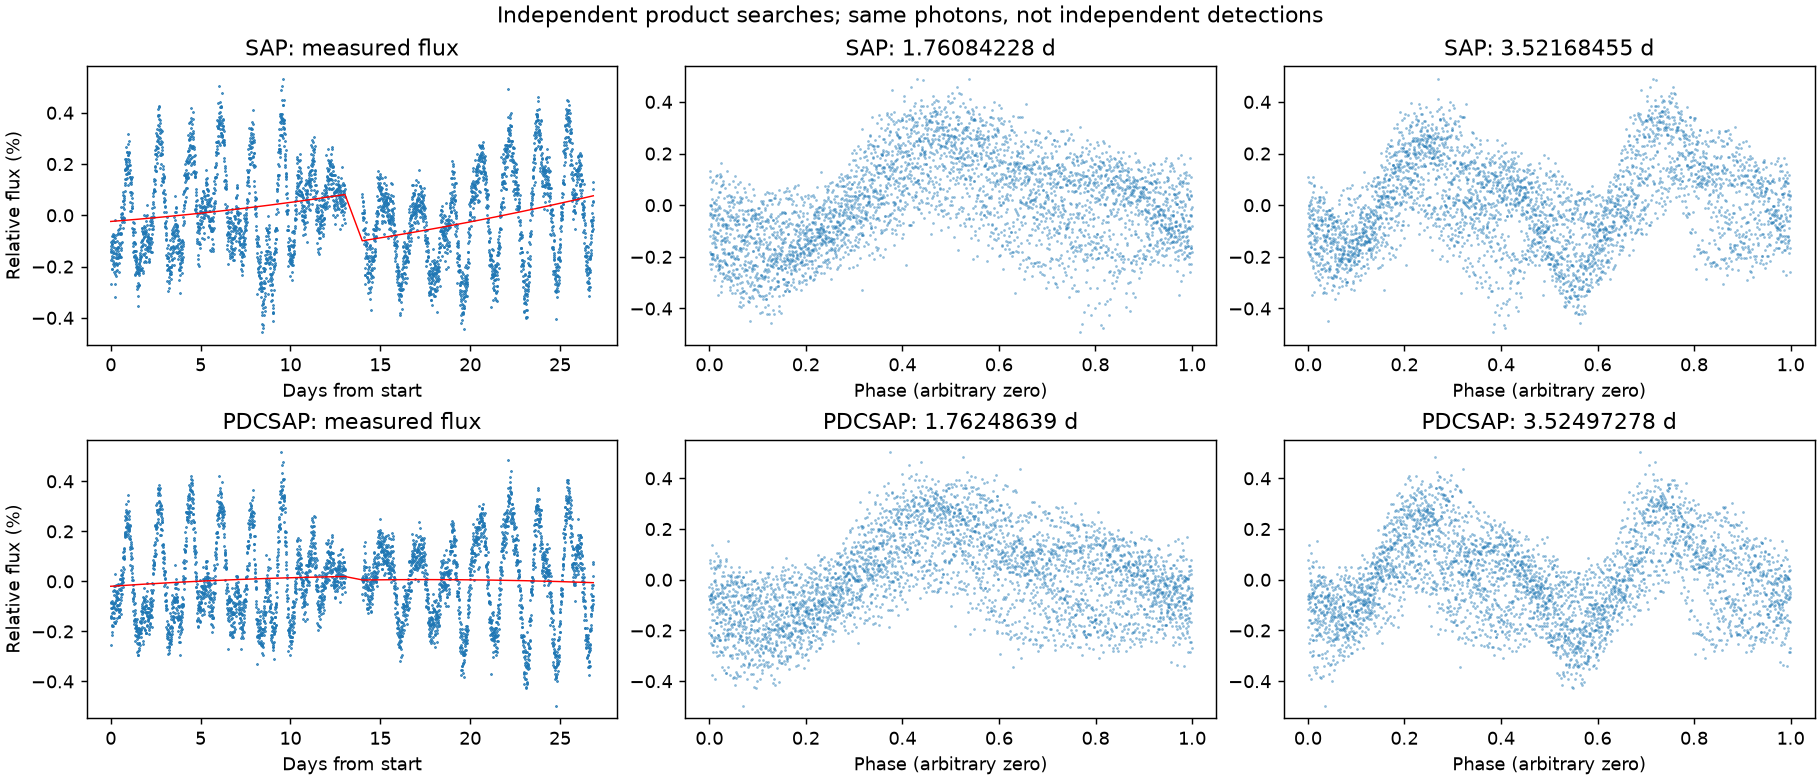 Independent product searches; same photons, not independent detections
SAP: measured flux
SAP: 1.76084228 d
SAP: 3.52168455 d
Relative flux (%)
0.4
0.2
0.0
−0.2
−0.4
0 5 10 15 20 25
Days from start
0.4
0.2
0.0
−0.2
−0.4
0.0 0.2 0.4 0.6 0.8 1.0
Phase (arbitrary zero)
0.4
0.2
0.0
−0.2
−0.4
0.0 0.2 0.4 0.6 0.8 1.0
Phase (arbitrary zero)
PDCSAP: measured flux
PDCSAP: 1.76248639 d
PDCSAP: 3.52497278 d
Relative flux (%)
0.4
0.2
0.0
−0.2
−0.4
0 5 10 15 20 25
Days from start
0.4
0.2
0.0
−0.2
−0.4
0.0 0.2 0.4 0.6 0.8 1.0
Phase (arbitrary zero)
0.4
0.2
0.0
−0.2
−0.4
0.0 0.2 0.4 0.6 0.8 1.0
Phase (arbitrary zero)